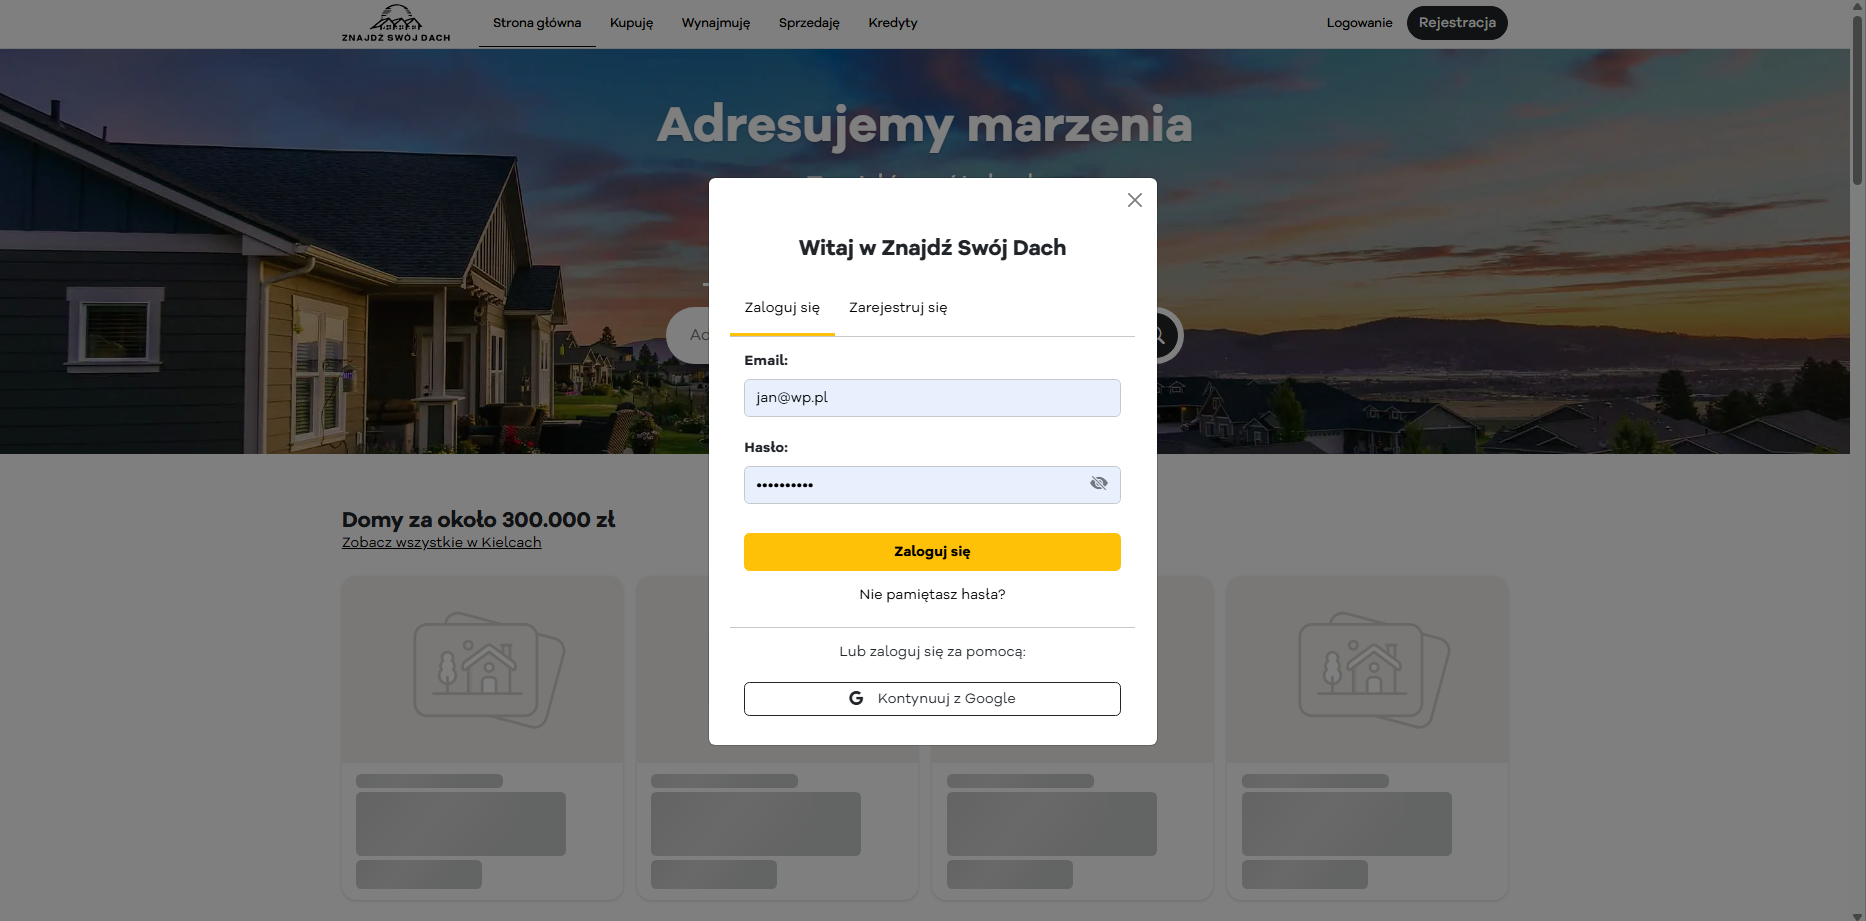 ZNAJDŹ SWÓJ DACH
Strona główna
Kupuję
Wynajmuję
Sprzedaję
Kredyty
Logowanie
Rejestracja
Adresujemy marzenia
Witaj w Znajdź Swój Dach
Zaloguj się
Zarejestruj się
Email:
jan@wp.pl
Hasło:
••••••••••
Zaloguj się
Nie pamiętasz hasła?
Lub zaloguj się za pomocą:
Kontynuuj z Google
Domy za około 300.000 zł
Zobacz wszystkie w Kielcach